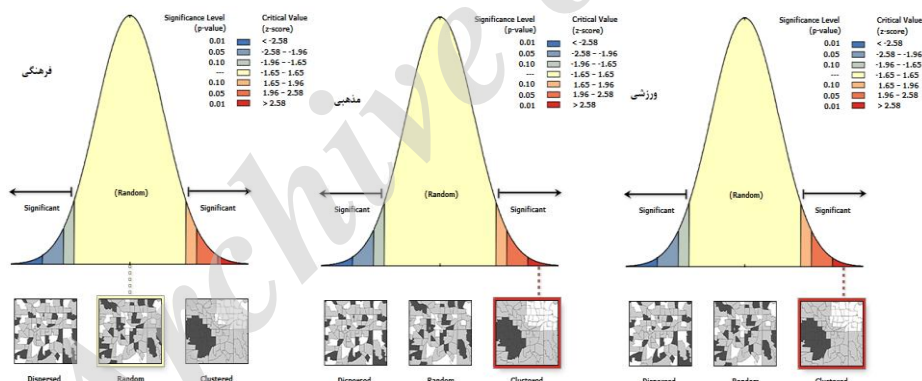 Significance Level Critical Value
(p-value) (z-score)
0.01 < -2.58
0.05 -2.58 - -1.96
0.10 -1.96 - -1.65
--- -1.65 - 1.65
0.10 1.65 - 1.96
0.05 1.96 - 2.58
0.01 > 2.58
فرهنگی
(Random)
Significant Significant
Dispersed Random Clustered
Significance Level Critical Value
(p-value) (z-score)
0.01 < -2.58
0.05 -2.58 - -1.96
0.10 -1.96 - -1.65
--- -1.65 - 1.65
0.10 1.65 - 1.96
0.05 1.96 - 2.58
0.01 > 2.58
مذهبی
(Random)
Significant Significant
Dispersed Random Clustered
Significance Level Critical Value
(p-value) (z-score)
0.01 < -2.58
0.05 -2.58 - -1.96
0.10 -1.96 - -1.65
--- -1.65 - 1.65
0.10 1.65 - 1.96
0.05 1.96 - 2.58
0.01 > 2.58
ورزشی
(Random)
Significant Significant
Dispersed Random Clustered
Archive